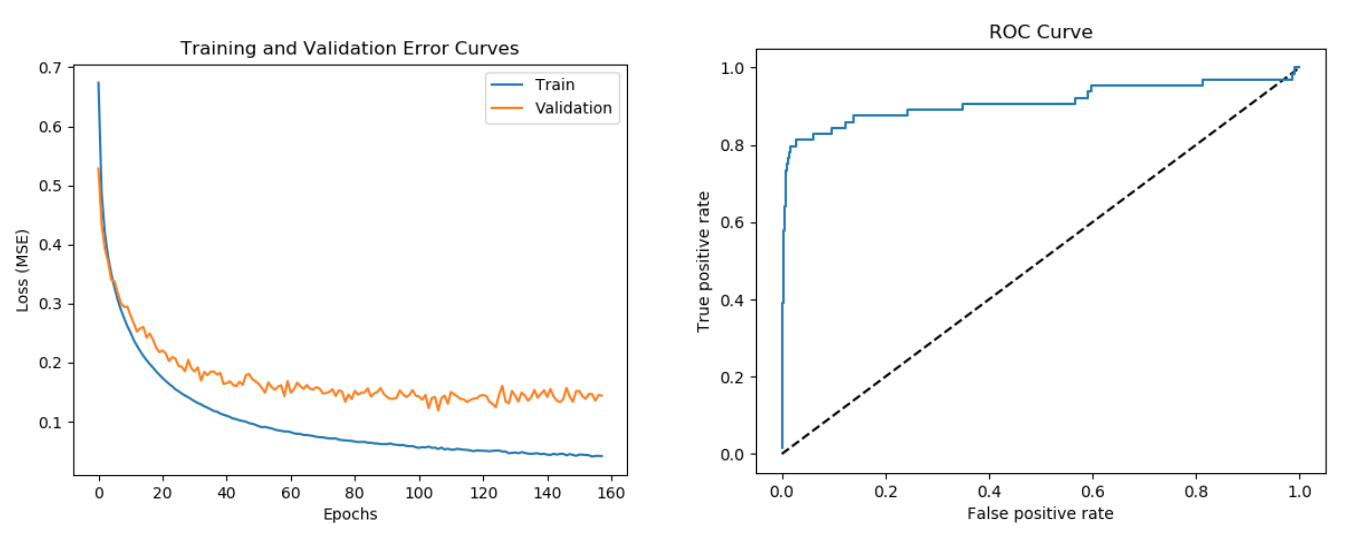 Training and Validation Error Curves
0.7
0.6
0.5
0.4
0.3
0.2
0.1
Loss (MSE)
Train
Validation
0 20 40 60 80 100 120 140 160
Epochs
ROC Curve
1.0
0.8
0.6
0.4
0.2
0.0
True positive rate
0.0 0.2 0.4 0.6 0.8 1.0
False positive rate